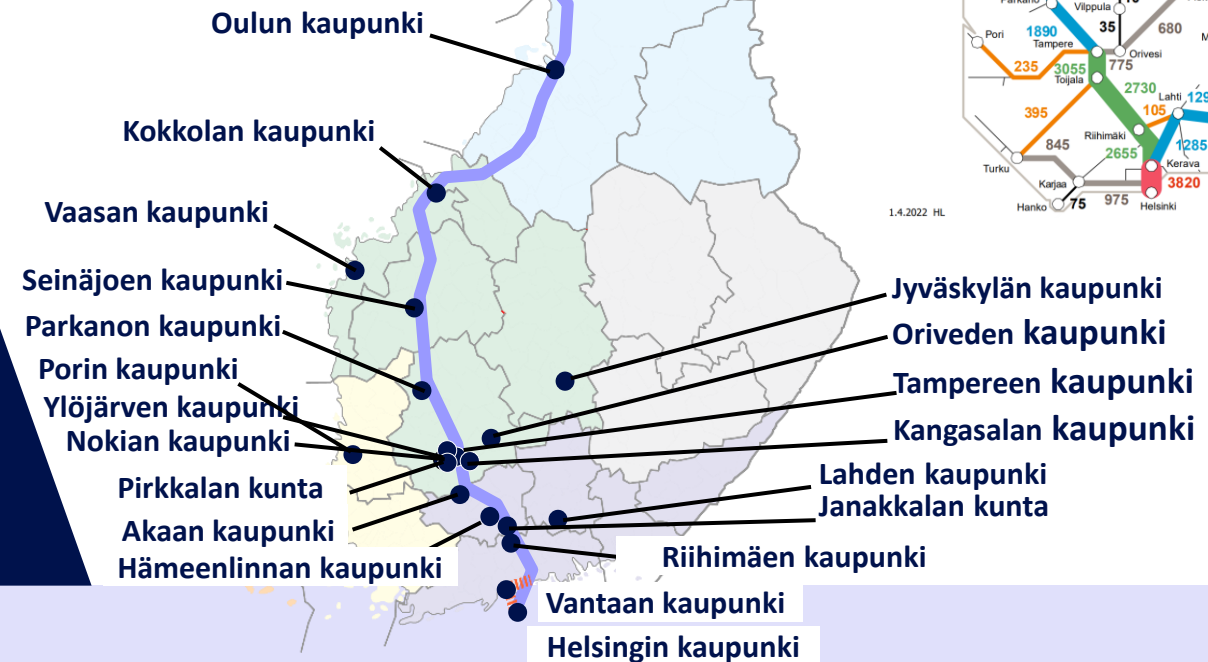 Oulun kaupunki
Kokkolan kaupunki
Vaasan kaupunki
Seinäjoen kaupunki
Parkanon kaupunki
Porin kaupunki
Ylöjärven kaupunki
Nokian kaupunki
Pirkkalan kunta
Akaan kaupunki
Hämeenlinnan kaupunki
Jyväskylän kaupunki
Oriveden kaupunki
Tampereen kaupunki
Kangasalan kaupunki
Lahden kaupunki
Janakkalan kunta
Riihimäen kaupunki
Vantaan kaupunki
Helsingin kaupunki
Vilppula
1890
35
680
Pori
Tampere
Orivesi
235
3055
775
Toijala
2730
Lahti
395
105
Riihimäki
845
2655
1285
Turku
Kerava
Karjaa
3820
Hanko
75
975
Helsinki
1.4.2022 HL